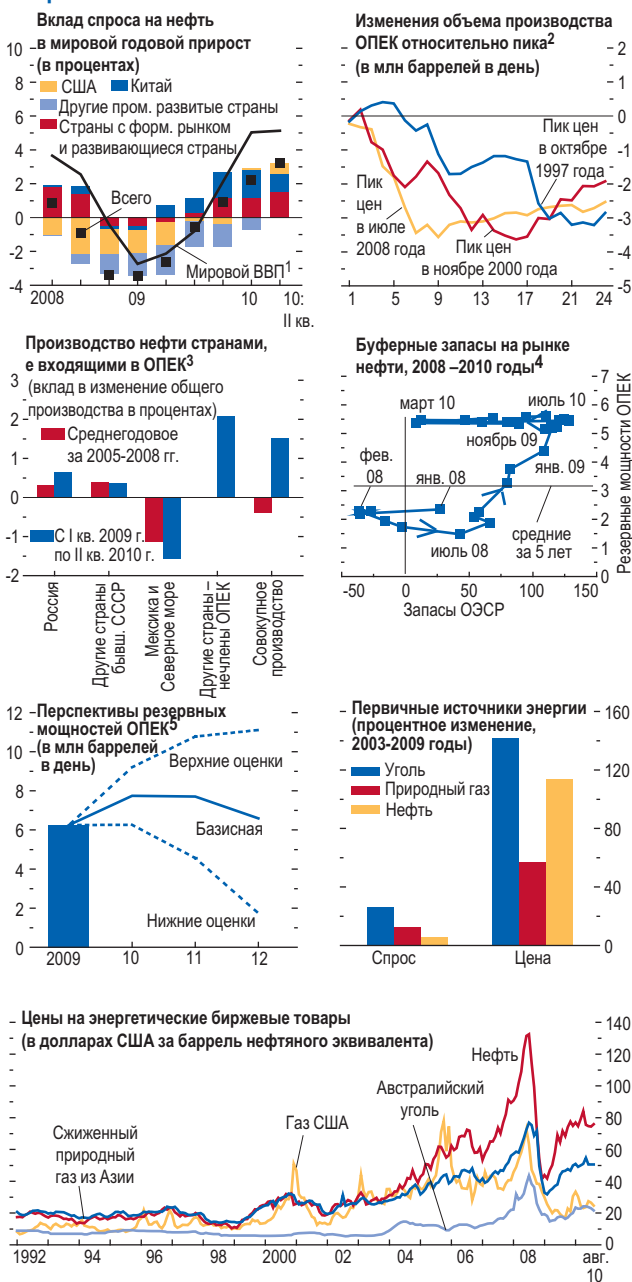 Вклад спроса на нефть
в мировой годовой прирост
(в процентах)
США
Китай
Другие пром. развитые страны
Страны с форм. рынком
и развивающиеся страны
Всего
Мировой ВВП1
10
8
6
4
2
0
-2
-4
2008
09
10
10:
II кв.
Изменения объема производства
ОПЕК относительно пика2
(в млн баррелей в день)
Пик цен
в октябре
1997 года
Пик
цен
в июле
2008 года
Пик цен
в ноябре 2000 года
2
1
0
-1
-2
-3
-4
-5
1
5
9
13
17
21
24
Производство нефти странами,
е входящими в ОПЕК3
(вклад в изменение общего
производства в процентах)
Среднегодовое
за 2005-2008 гг.
С I кв. 2009 г.
по II кв. 2010 г.
3
2
1
0
-1
-2
Россия
Другие страны
бывш. СССР
Мексика и
Северное море
Другие страны–
нечлены ОПЕК
Совокупное
производство
Буферные запасы на рынке
нефти, 2008 –2010 годы4
март 10
июль 10
ноябрь 09
фев.
08
янв. 08
янв. 09
июль 08
средние
за 5 лет
7
6
5
4
3
2
1
0
Резервные мощности ОПЕК
-50
0
50
100
150
Запасы ОЭСР
Перспективы резервных
мощностей ОПЕК5
(в млн баррелей
в день)
Верхние оценки
Базисная
Нижние оценки
12
10
8
6
4
2
0
2009
10
11
12
Первичные источники энергии
(процентное изменение,
2003-2009 годы)
Уголь
Природный газ
Нефть
160
120
80
40
0
Спрос
Цена
Цены на энергетические биржевые товары
(в долларах США за баррель нефтяного эквивалента)
Нефть
Австралийский
уголь
Газ США
Сжиженный
природный
газ из Азии
140
120
100
80
60
40
20
0
1992
94
96
98
2000
02
04
06
08
авг.
10